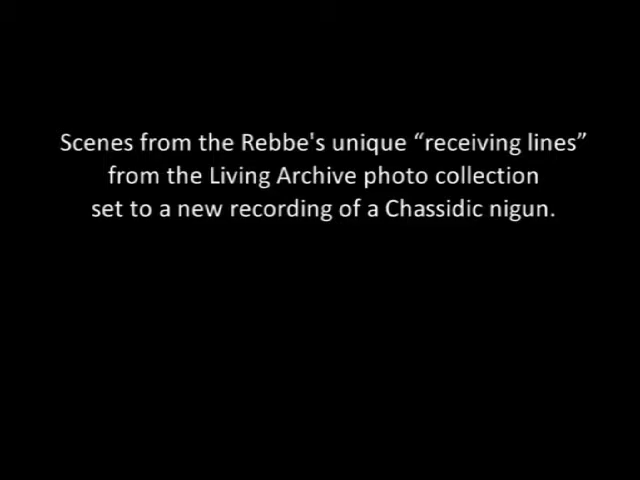 Scenes from the Rebbe's unique “receiving lines”
from the Living Archive photo collection
set to a new recording of a Chassidic nigun.